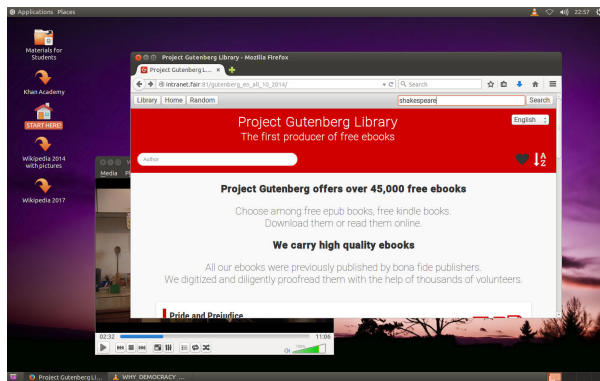 Applications Places
22:57
Materials for
Students
Khan Academy
START HERE!
Wikipedia 2014
with pictures
Wikipedia 2017
Project Gutenberg Library - Mozilla Firefox
Project Gutenberg L...
intranet.fair:81/gutenberg_en_all_10_2014/
Search
Library Home Random
shakespeare
Search
Project Gutenberg Library
The first producer of free ebooks
English
Author
A
Z
Project Gutenberg offers over 45,000 free ebooks
Choose among free epub books, free kindle books.
Download them or read them online.
We carry high quality ebooks
All our ebooks were previously published by bona fide publishers.
We digitized and diligently proofread them with the help of thousands of volunteers.
Pride and Prejudice
Media
02:32
11:06
Project Gutenberg Li...
WHY DEMOCRACY ...